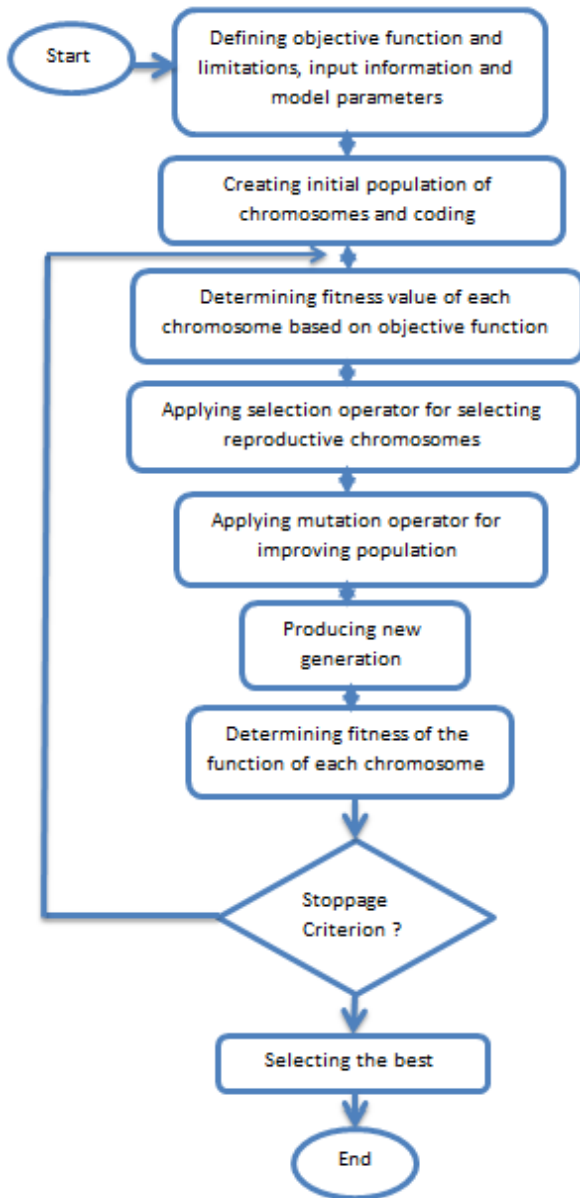 Start
Defining objective function and
limitations, input information and
model parameters
Creating initial population of
chromosomes and coding
Determining fitness value of each
chromosome based on objective function
Applying selection operator for selecting
reproductive chromosomes
Applying mutation operator for
improving population
Producing new
generation
Determining fitness of the
function of each chromosome
Stoppage
Criterion ?
Selecting the best
End